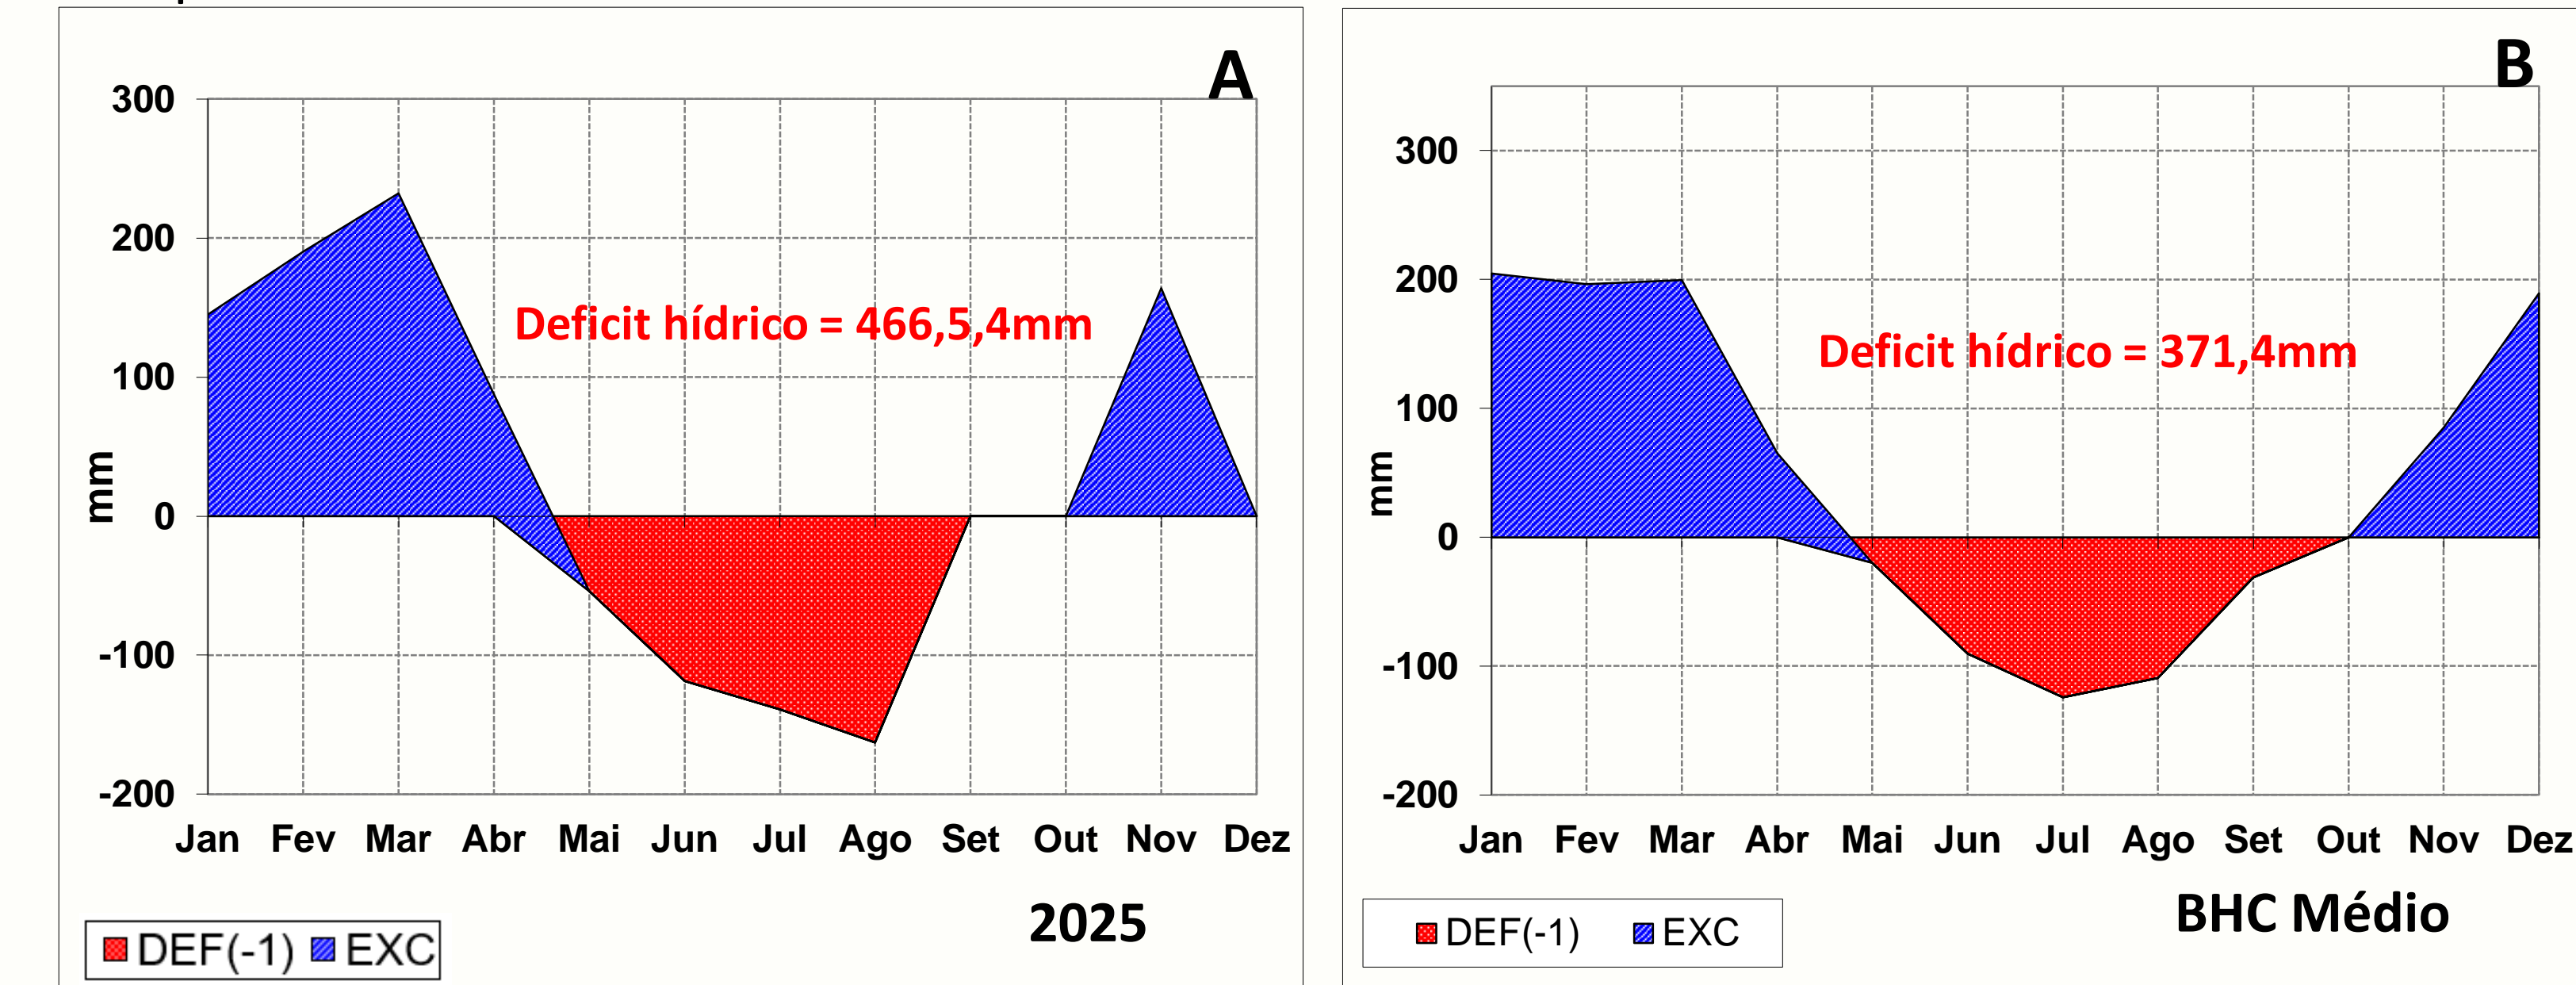 A
300
200
100
0
-100
-200
mm
Deficit hídrico = 466,5,4mm
Jan Fev Mar Abr Mai Jun Jul Ago Set Out Nov Dez
2025
DEF(-1) EXC
B
300
200
100
0
-100
-200
mm
Deficit hídrico = 371,4mm
Jan Fev Mar Abr Mai Jun Jul Ago Set Out Nov Dez
BHC Médio
DEF(-1) EXC